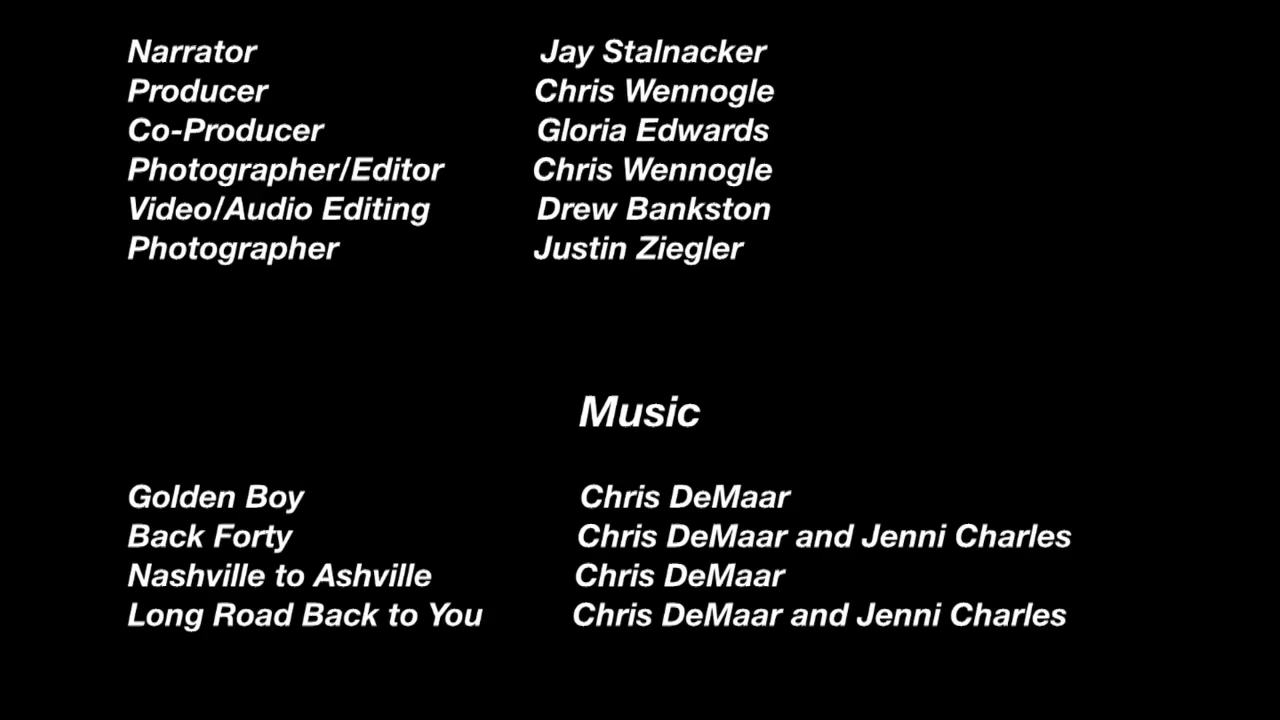 Narrator Jay Stalnacker
Producer Chris Wennogle
Co-Producer Gloria Edwards
Photographer/Editor Chris Wennogle
Video/Audio Editing Drew Bankston
Photographer Justin Ziegler
Music
Golden Boy Chris DeMaar
Back Forty Chris DeMaar and Jenni Charles
Nashville to Ashville Chris DeMaar
Long Road Back to You Chris DeMaar and Jenni Charles